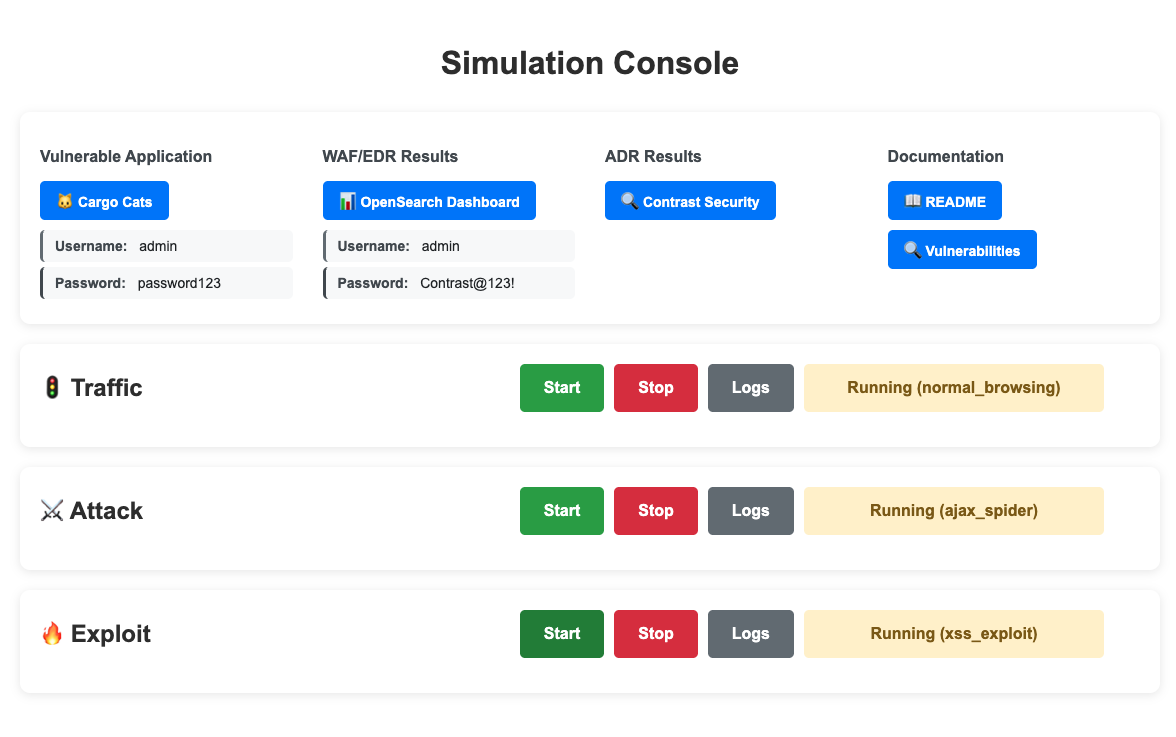 Simulation Console
Vulnerable Application
🐱 Cargo Cats
Username: admin
Password: password123
WAF/EDR Results
📊 OpenSearch Dashboard
Username: admin
Password: Contrast@123!
ADR Results
🔍 Contrast Security
Documentation
📖 README
🔍 Vulnerabilities
🚦 Traffic
Start
Stop
Logs
Running (normal_browsing)
⚔️ Attack
Start
Stop
Logs
Running (ajax_spider)
🔥 Exploit
Start
Stop
Logs
Running (xss_exploit)